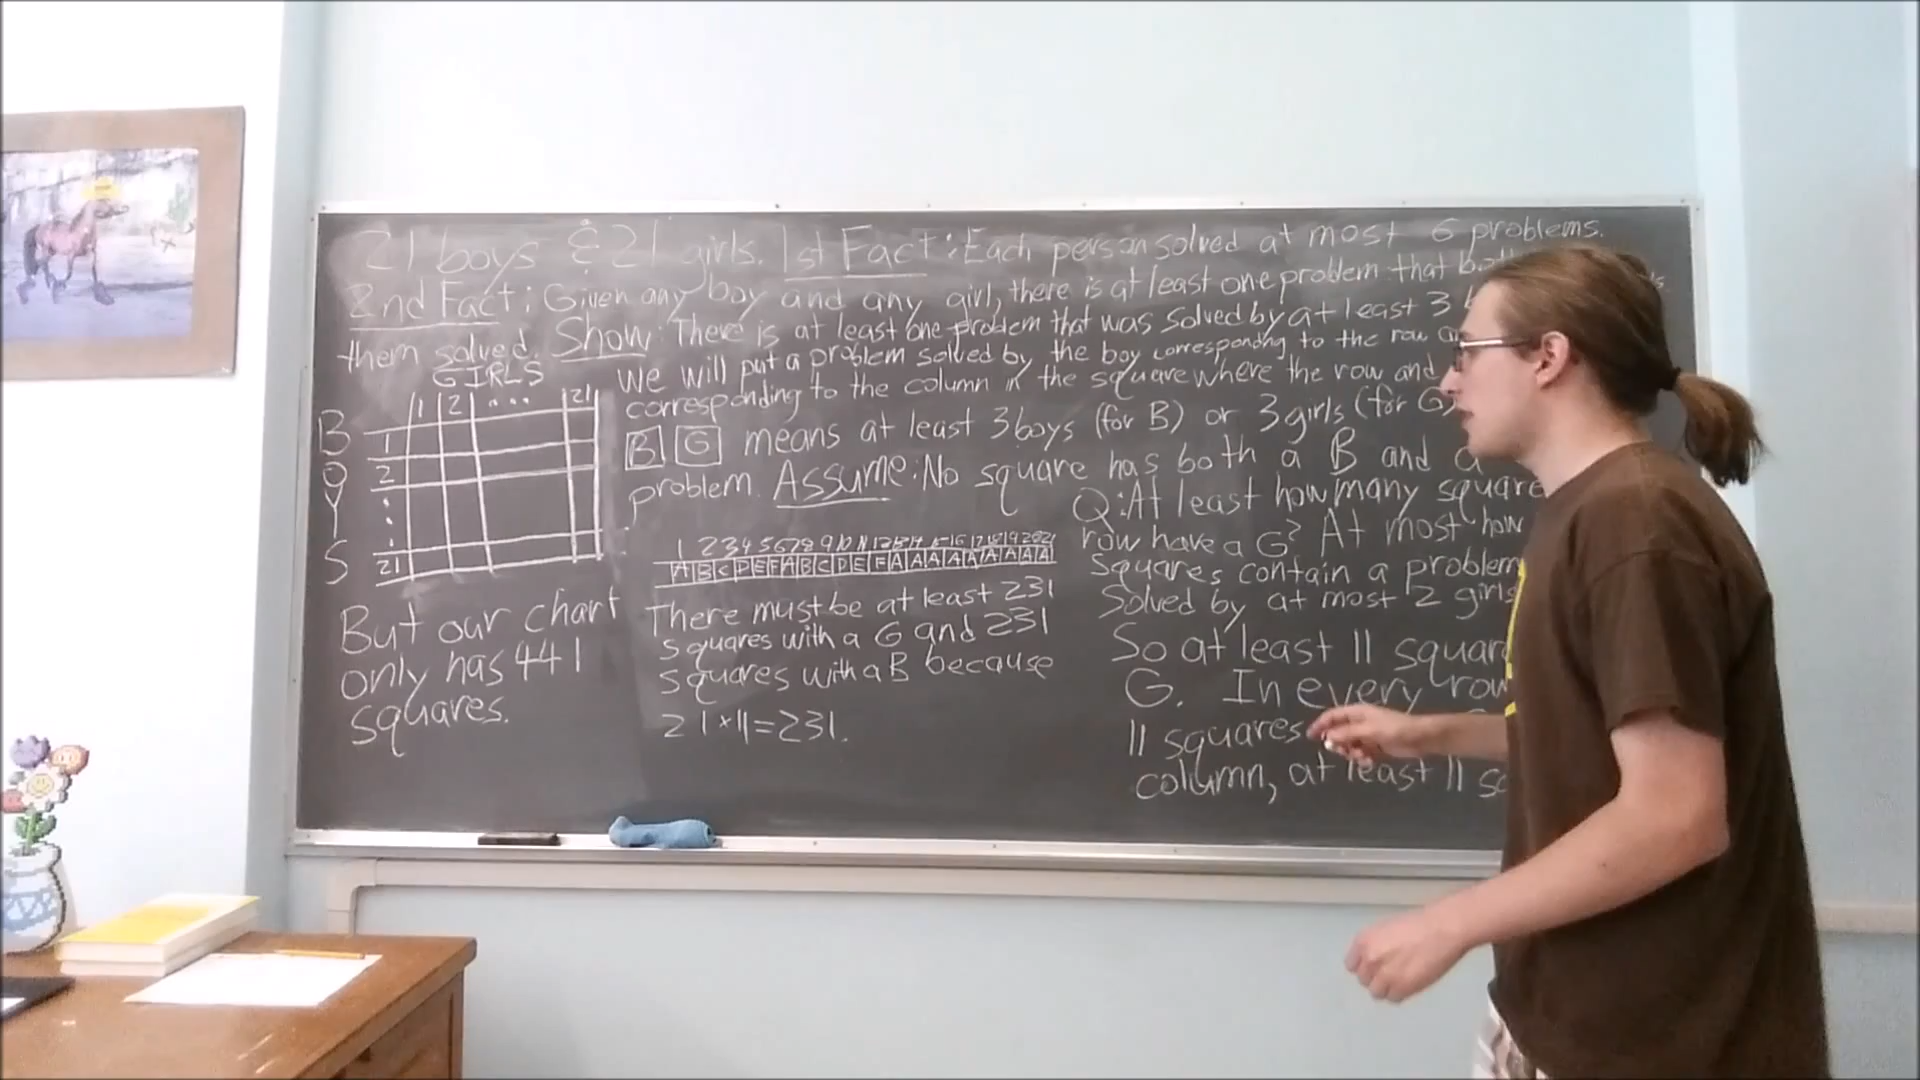 21 boys & 21 girls. 1st Fact: Each person solved at most 6 problems.
2nd Fact: Given any boy and any girl, there is at least one problem that
them solved. Show: There is at least one problem that was solved by at least 3
We will put a problem solved by the boy corresponding to the row
corresponding to the column in the square where the row and
B G means at least 3 boys (for B) or 3 girls (for G)
problem. Assume: No square has both a B and a
GIRLS
1 2 ... 21
BOYS
1
2
21
Q: At least how many square
row have a G? At most how
squares contain a problem
solved by at most 2 girls
So at least 11 square
G. In every row
11 squares
column, at least 11
1 2 3 4 5 6 7 8 9 10 11 12 13 14 15 16 17 18 19 20 21
A B C D E F A B C D E F A A A A A A A A A
There must be at least 231
squares with a G and 231
squares with a B because
21×11=231.
But our chart
only has 441
squares.